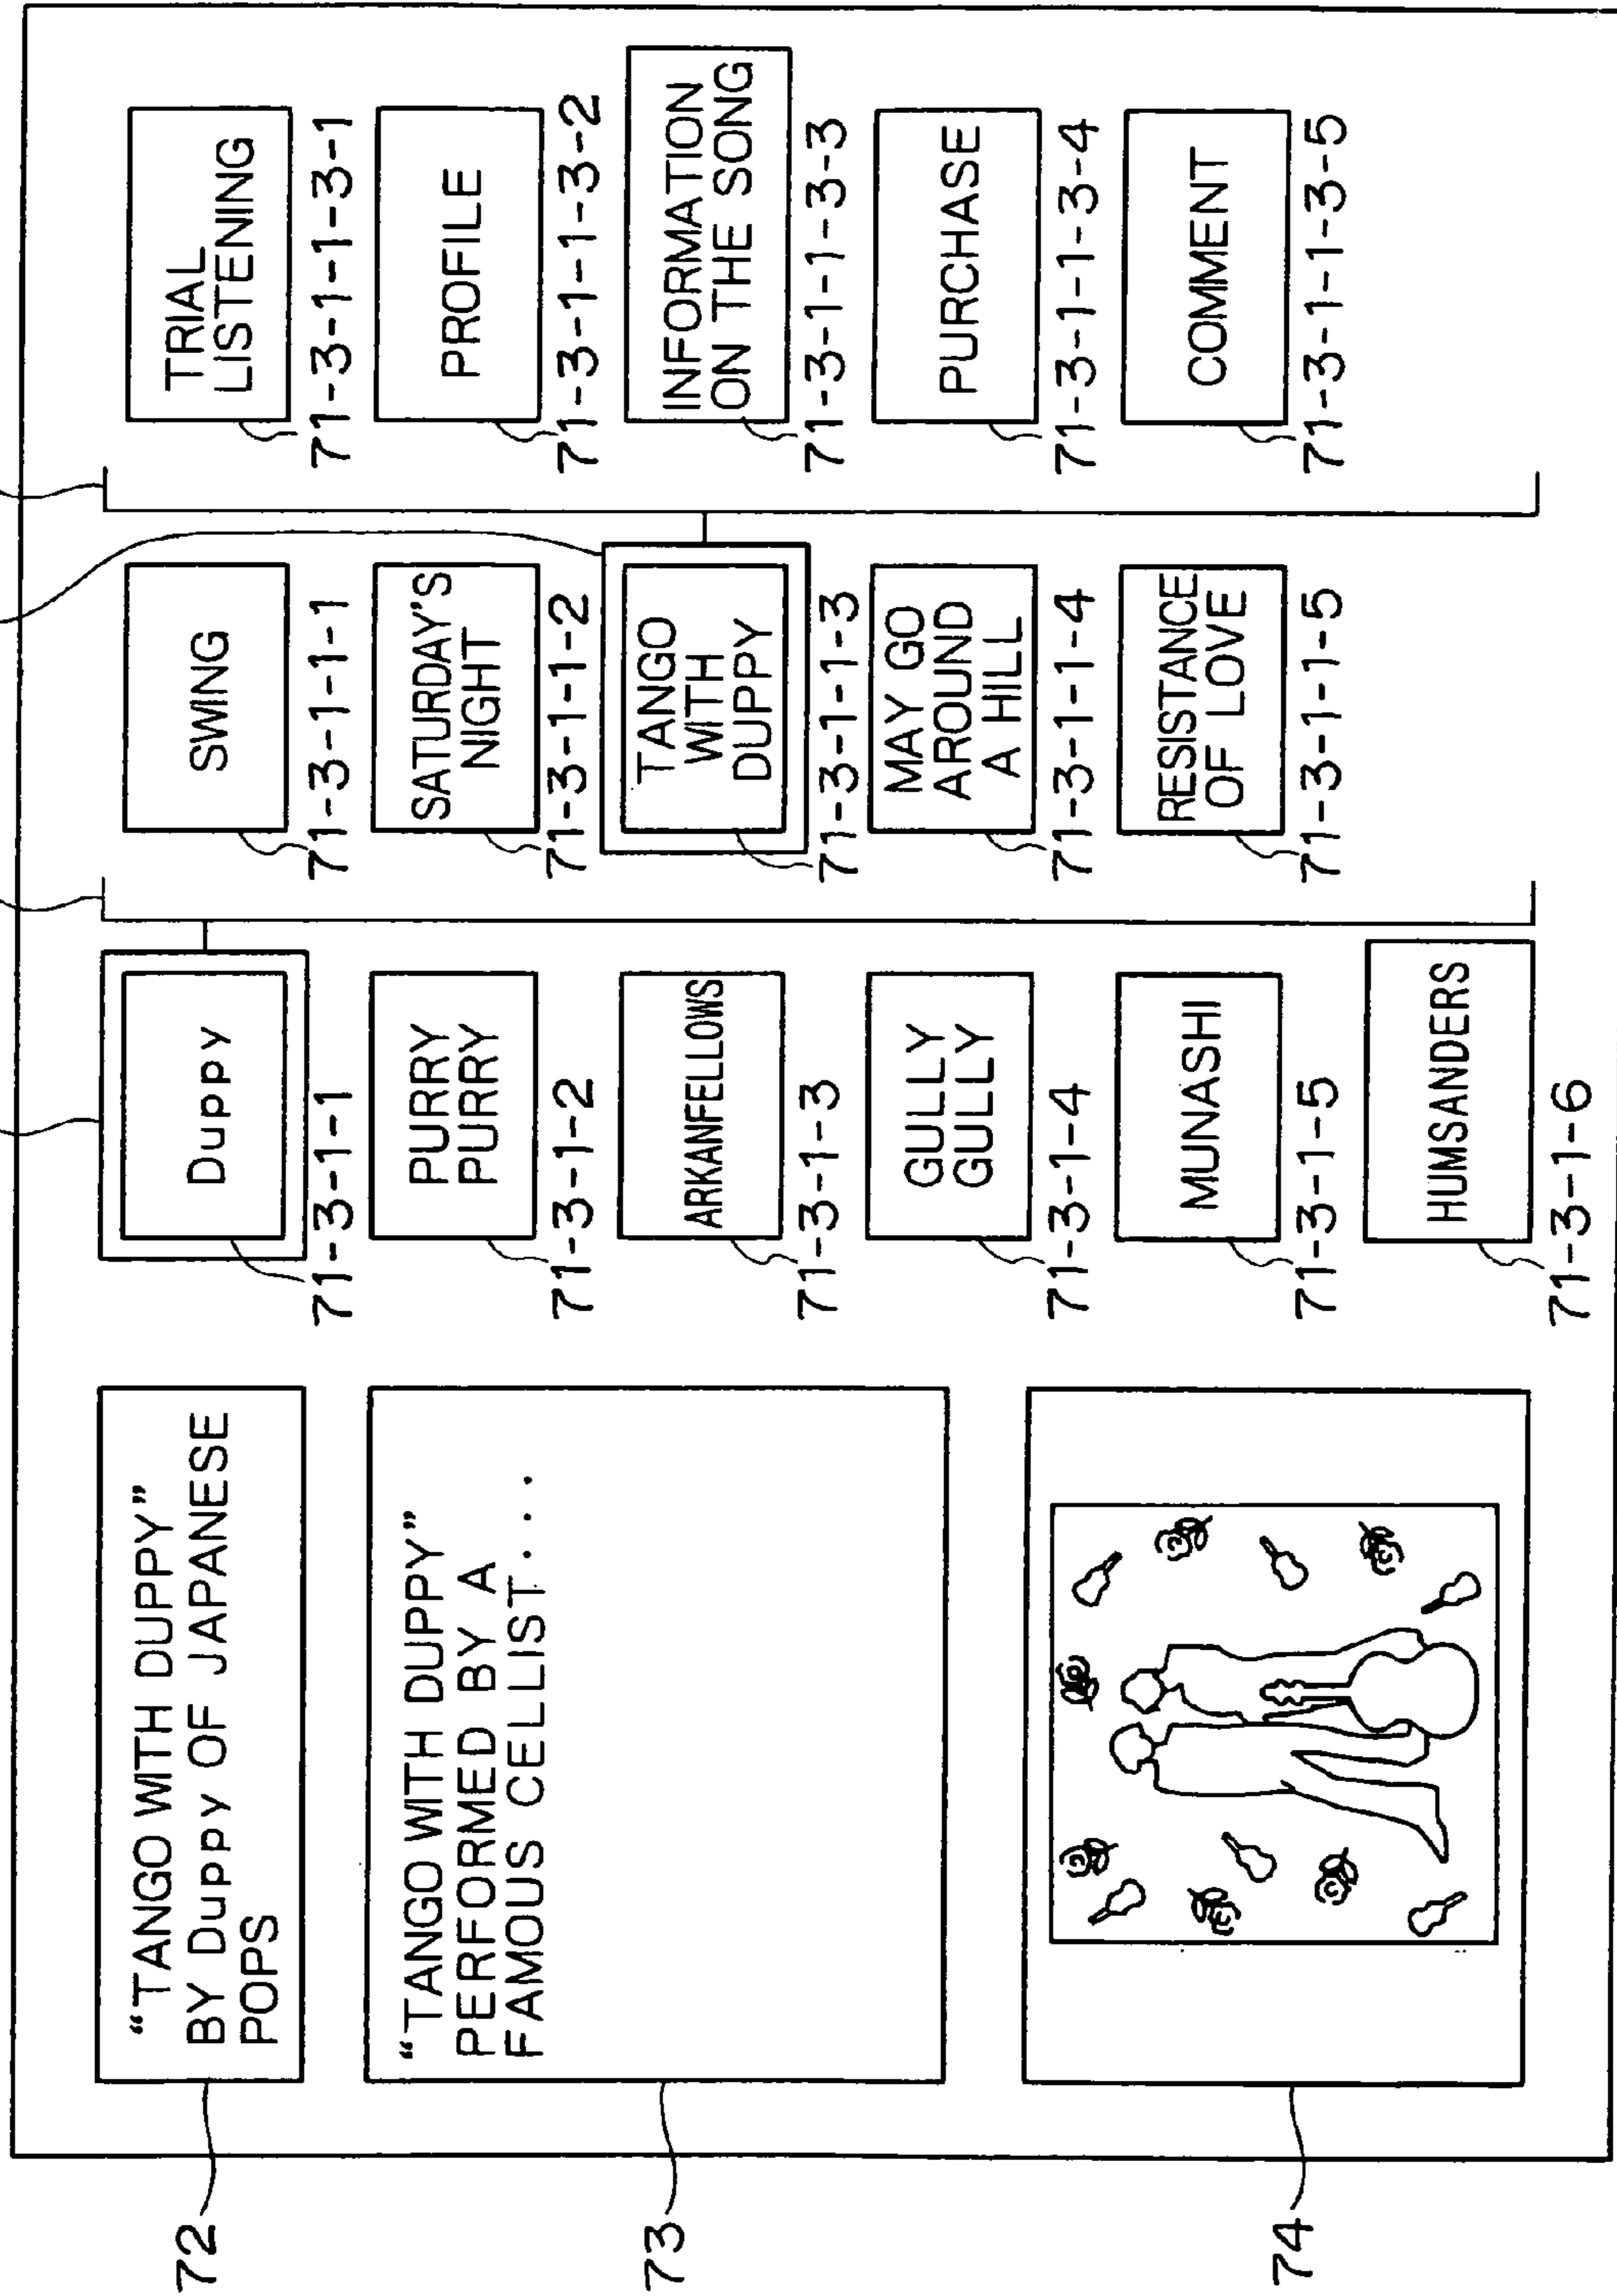 72
"TANGO WITH DUPPY"
BY Duppy OF JAPANESE
POPS
73
"TANGO WITH DUPPY"
PERFORMED BY A
FAMOUS CELLIST....
74
Duppy
71-3-1-1
PURRY
PURRY
71-3-1-2
ARKANFELLOWS
71-3-1-3
GULLY
GULLY
71-3-1-4
MUNASHI
71-3-1-5
HUMSANDERS
71-3-1-6
SWING
71-3-1-1-1
SATURDAY'S
NIGHT
71-3-1-1-2
TANGO
WITH
DUPPY
71-3-1-1-3
MAY GO
AROUND
A HILL
71-3-1-1-4
RESISTANCE
OF LOVE
71-3-1-1-5
TRIAL
LISTENING
71-3-1-1-3-1
PROFILE
71-3-1-1-3-2
INFORMATION
ON THE SONG
71-3-1-1-3-3
PURCHASE
71-3-1-1-3-4
COMMENT
71-3-1-1-3-5